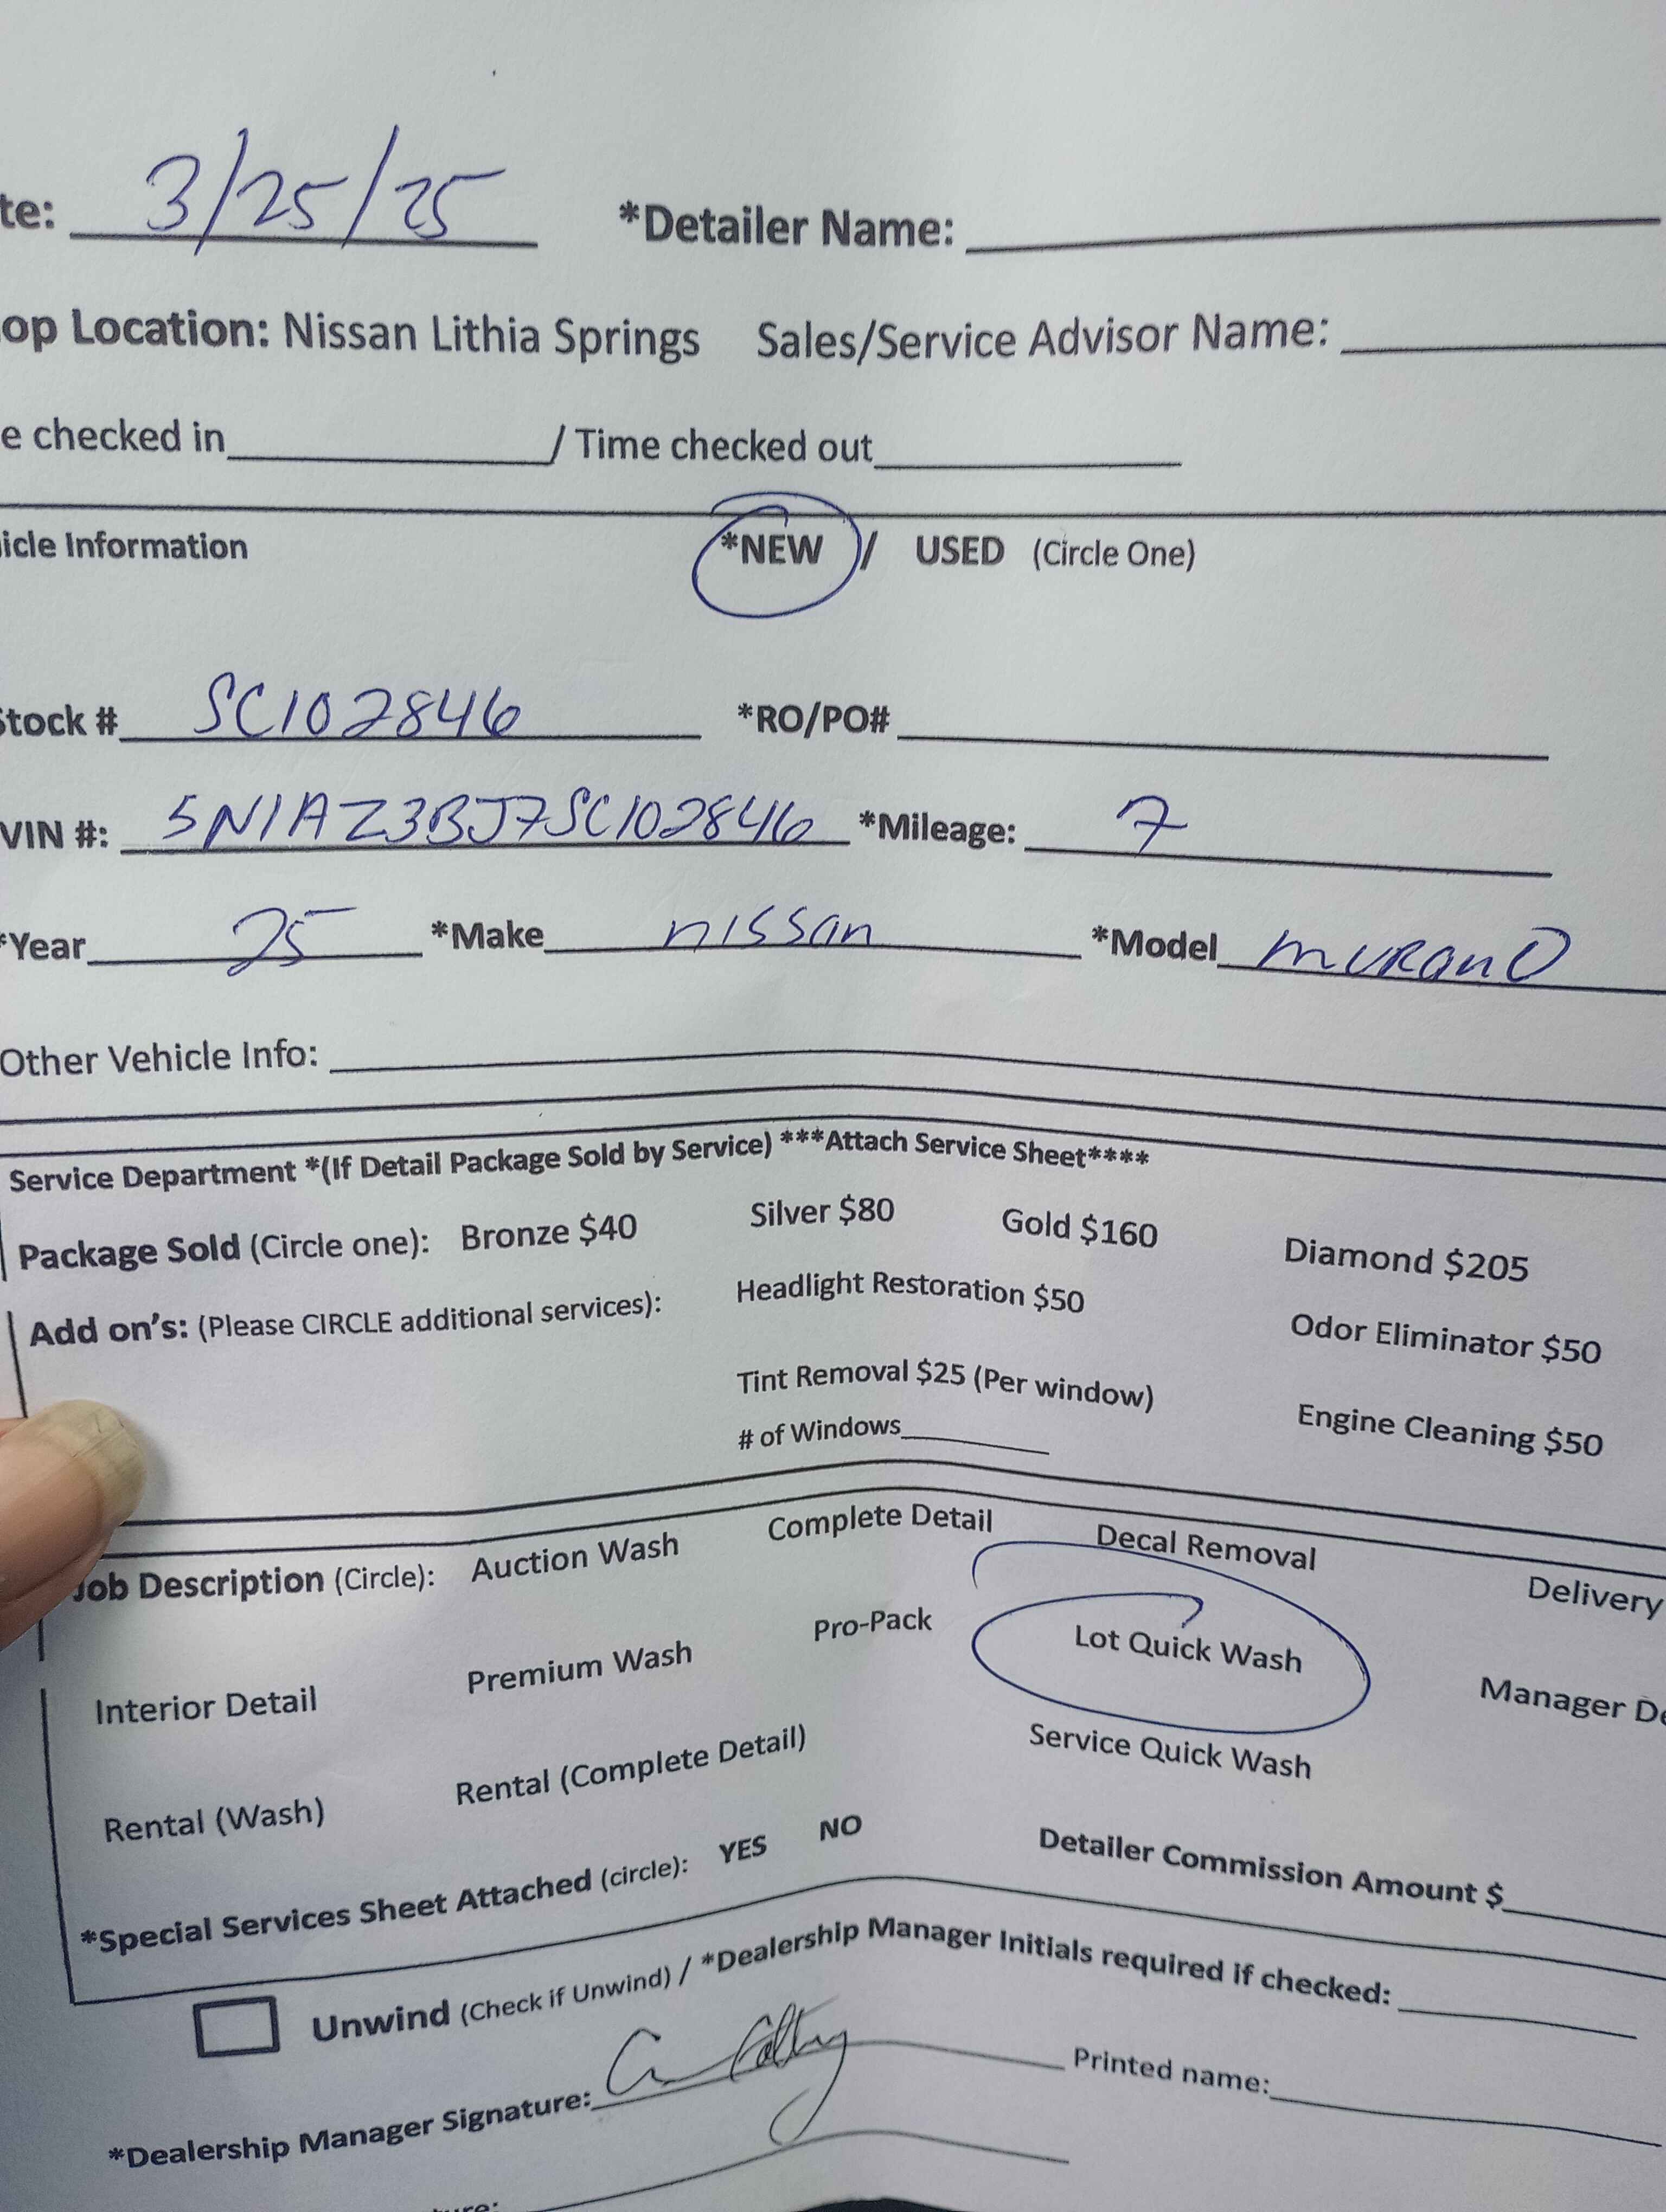 te: 3/25/25 *Detailer Name:
op Location: Nissan Lithia Springs Sales/Service Advisor Name:
e checked in / Time checked out
icle Information *NEW / USED (Circle One)
Stock # SC102846 *RO/PO#
VIN #: 5N1AZ3BJ7SC102846 *Mileage: 7
*Year 25 *Make nissan *Model muRanO
Other Vehicle Info:
Service Department *(If Detail Package Sold by Service) ***Attach Service Sheet****
Package Sold (Circle one): Bronze $40 Silver $80 Gold $160 Diamond $205
Add on's: (Please CIRCLE additional services): Headlight Restoration $50 Odor Eliminator $50
Tint Removal $25 (Per window) Engine Cleaning $50
# of Windows
Job Description (Circle): Auction Wash Complete Detail Decal Removal Delivery
Interior Detail Premium Wash Pro-Pack Lot Quick Wash Manager De
Rental (Wash) Rental (Complete Detail) Service Quick Wash
*Special Services Sheet Attached (circle): YES NO Detailer Commission Amount $
Unwind (Check if Unwind) / *Dealership Manager Initials required if checked:
*Dealership Manager Signature: Printed name: